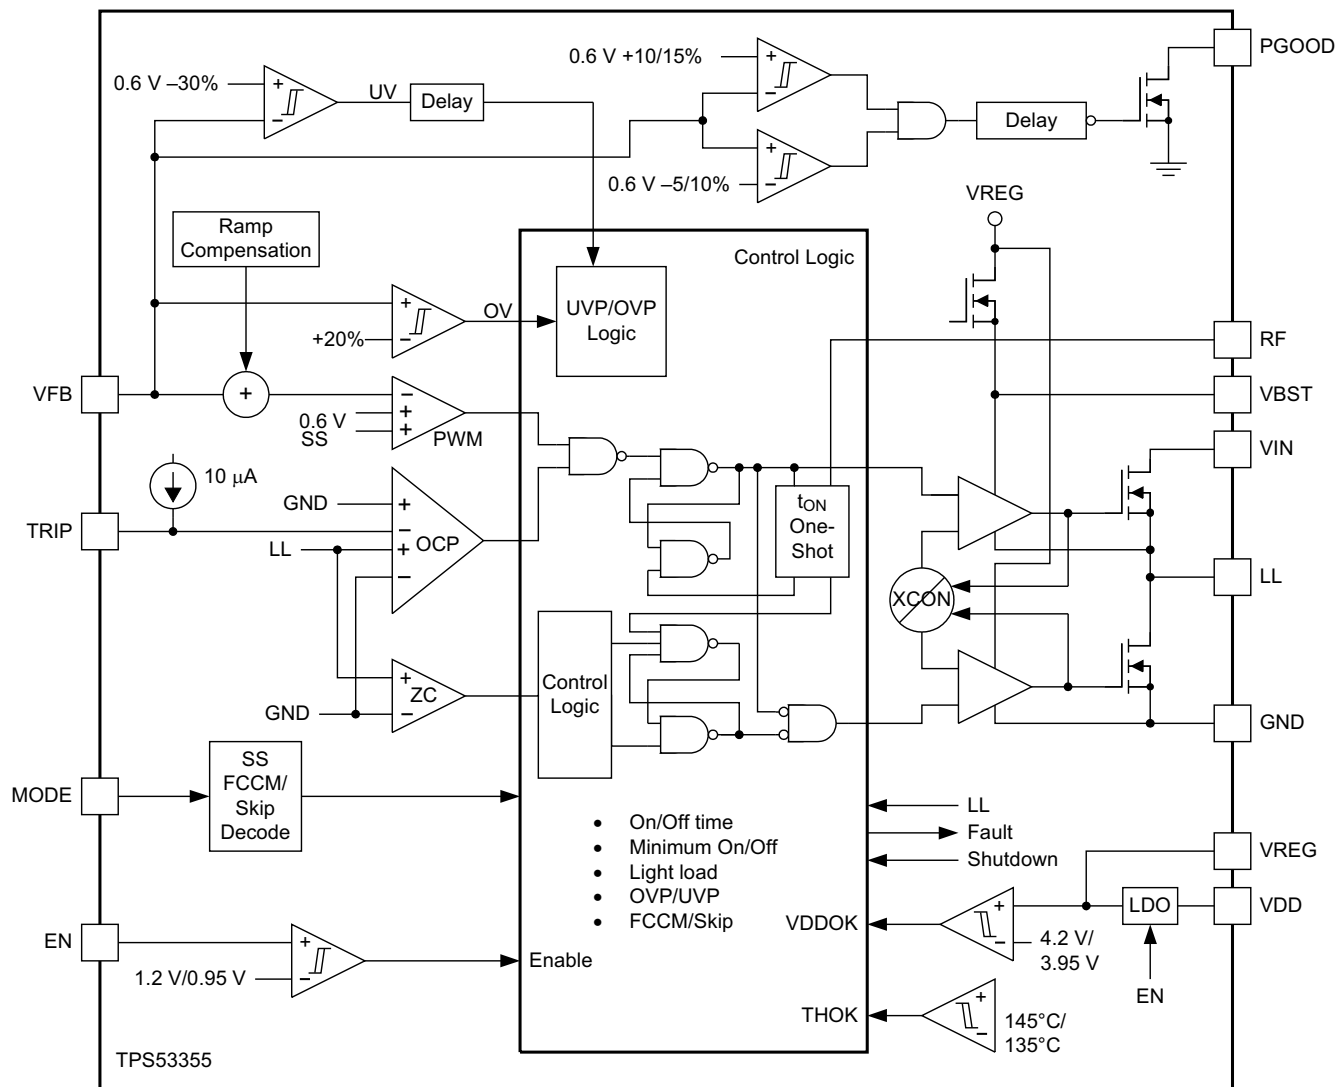 PGOOD
0.6 V +10/15%
0.6 V –30%
+
−
UV
Delay
+
−
Delay
+
−
0.6 V –5/10%
VREG
Ramp
Compensation
Control Logic
UVP/OVP
Logic
+
−
OV
+20%
RF
VFB
+
−
+
+
0.6 V
SS
PWM
VBST
VIN
10 μA
tON
One-
Shot
GND
+
TRIP
−
LL
+
OCP
−
LL
XCON
+
ZC
−
GND
Control
Logic
GND
MODE
SS
FCCM/
Skip
Decode
LL
Fault
Shutdown
• On/Off time
• Minimum On/Off
• Light load
• OVP/UVP
• FCCM/Skip
VREG
LDO
VDD
VDDOK
+
−
4.2 V/
3.95 V
EN
EN
+
−
1.2 V/0.95 V
Enable
THOK
+
−
145°C/
135°C
TPS53355